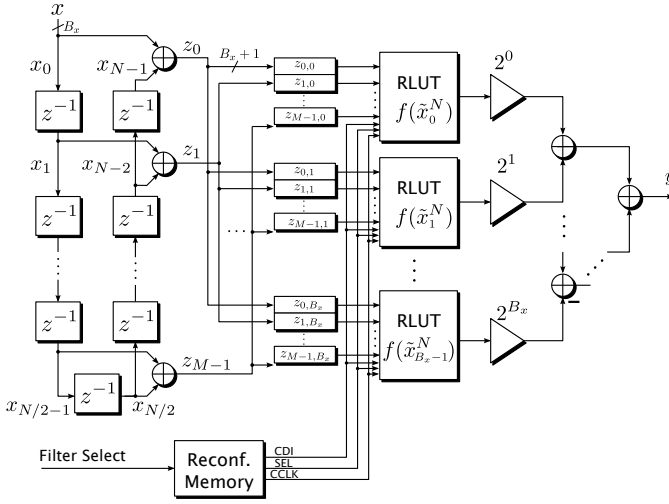 x
B_x
x_0
x_{N-1}
z_0
z^{-1}
z^{-1}
x_1
x_{N-2}
z_1
z^{-1}
z^{-1}
z^{-1}
z^{-1}
z_{M-1}
z^{-1}
x_{N/2-1}
x_{N/2}
B_x + 1
z_{0,0}
z_{1,0}
z_{M-1,0}
z_{0,1}
z_{1,1}
z_{M-1,1}
z_{0,B_x}
z_{1,B_x}
z_{M-1,B_x}
RLUT
f(\tilde{x}_0^N)
2^0
RLUT
f(\tilde{x}_1^N)
2^1
RLUT
f(\tilde{x}_{B_x-1}^N)
2^{B_x}
y
Filter Select
Reconf.
Memory
CDI
SEL
CCLK